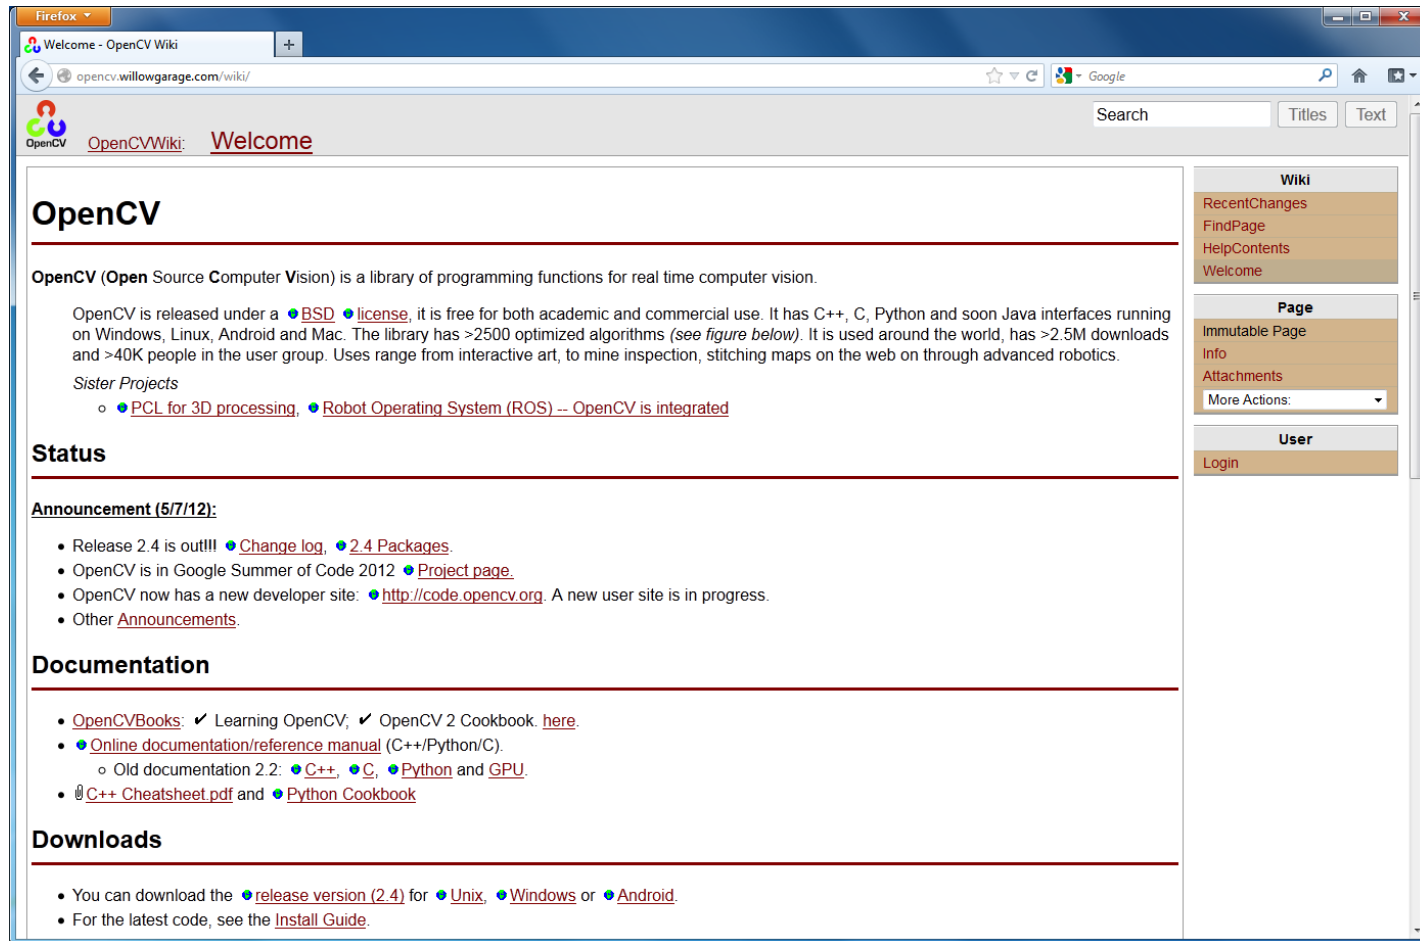 Firefox
Welcome - OpenCV Wiki
opencv.willowgarage.com/wiki/
Google
OpenCV
OpenCVWiki: Welcome
Search Titles Text
OpenCV
OpenCV (Open Source Computer Vision) is a library of programming functions for real time computer vision.
OpenCV is released under a BSD license, it is free for both academic and commercial use. It has C++, C, Python and soon Java interfaces running
on Windows, Linux, Android and Mac. The library has >2500 optimized algorithms (see figure below). It is used around the world, has >2.5M downloads
and >40K people in the user group. Uses range from interactive art, to mine inspection, stitching maps on the web on through advanced robotics.
Sister Projects
PCL for 3D processing, Robot Operating System (ROS) -- OpenCV is integrated
Status
Announcement (5/7/12):
• Release 2.4 is out!!! Change log, 2.4 Packages.
• OpenCV is in Google Summer of Code 2012 Project page.
• OpenCV now has a new developer site: http://code.opencv.org. A new user site is in progress.
• Other Announcements.
Documentation
• OpenCVBooks: ✔ Learning OpenCV; ✔ OpenCV 2 Cookbook. here.
• Online documentation/reference manual (C++/Python/C).
Old documentation 2.2: C++, C, Python and GPU.
• C++ Cheatsheet.pdf and Python Cookbook
Downloads
• You can download the release version (2.4) for Unix, Windows or Android.
• For the latest code, see the Install Guide.
Wiki
RecentChanges
FindPage
HelpContents
Welcome
Page
Immutable Page
Info
Attachments
More Actions:
User
Login